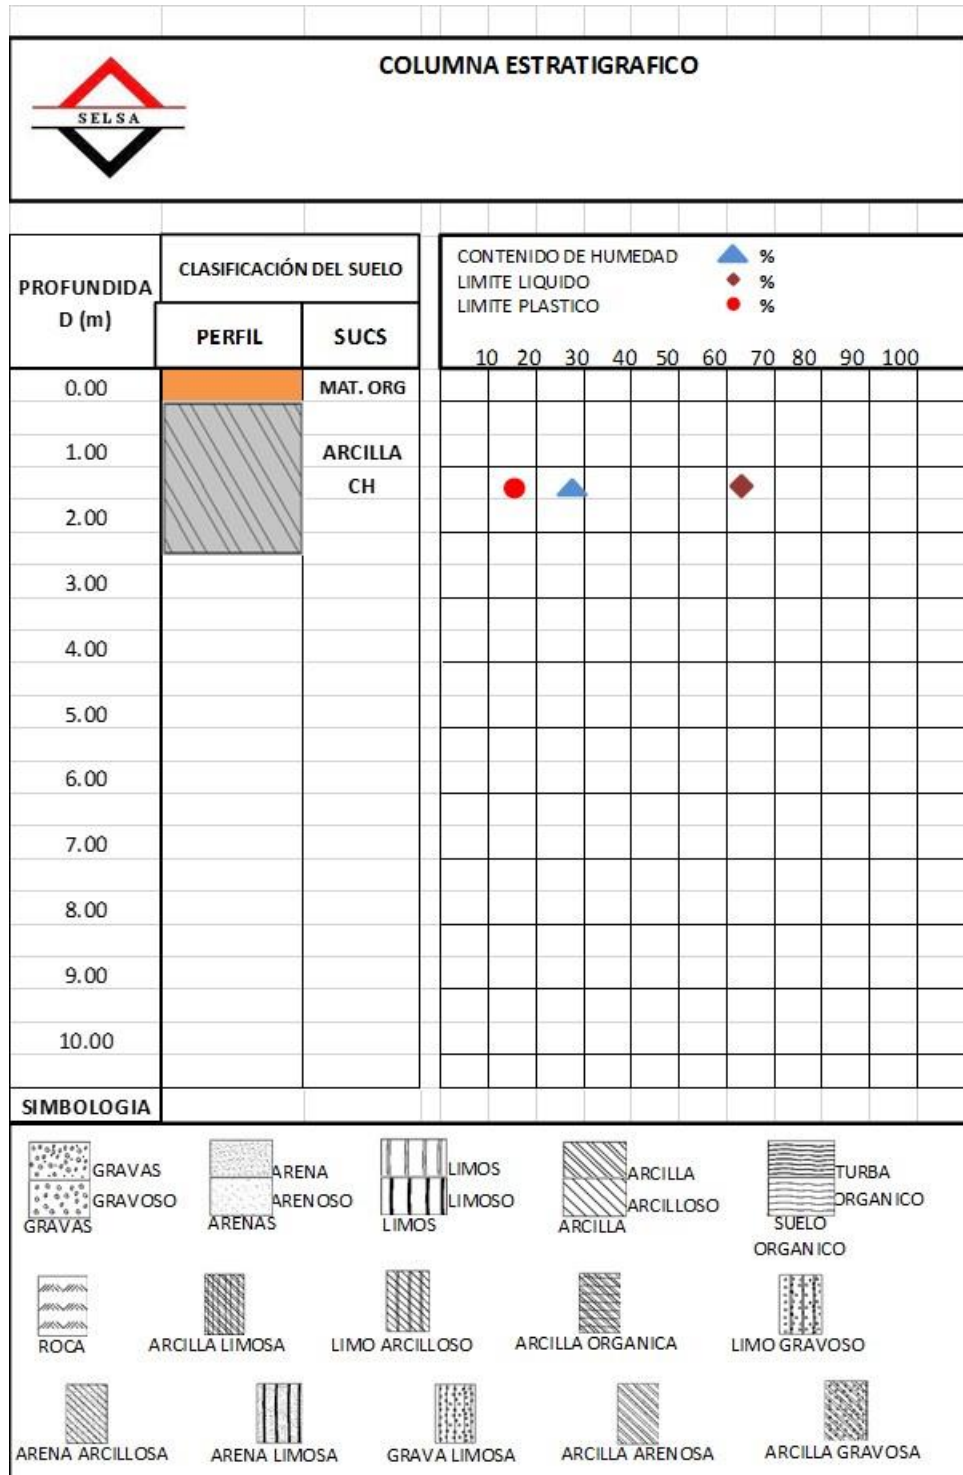 COLUMNA ESTRATIGRAFICO
SELSA
PROFUNDIDA
D (m)
CLASIFICACIÓN DEL SUELO
PERFIL
SUCS
CONTENIDO DE HUMEDAD %
LIMITE LIQUIDO %
LIMITE PLASTICO %
10 20 30 40 50 60 70 80 90 100
0.00 MAT. ORG
1.00 ARCILLA
CH
2.00
3.00
4.00
5.00
6.00
7.00
8.00
9.00
10.00
SIMBOLOGIA
GRAVAS ARENA LIMOS ARCILLA TURBA
GRAVOSO ARENOSO LIMOSO ARCILLOSO ORGANICO
GRAVAS ARENAS LIMOS ARCILLA SUELO
ORGANICO
ROCA ARCILLA LIMOSA LIMO ARCILLOSO ARCILLA ORGANICA LIMO GRAVOSO
ARENA ARCILLOSA ARENA LIMOSA GRAVA LIMOSA ARCILLA ARENOSA ARCILLA GRAVOSA